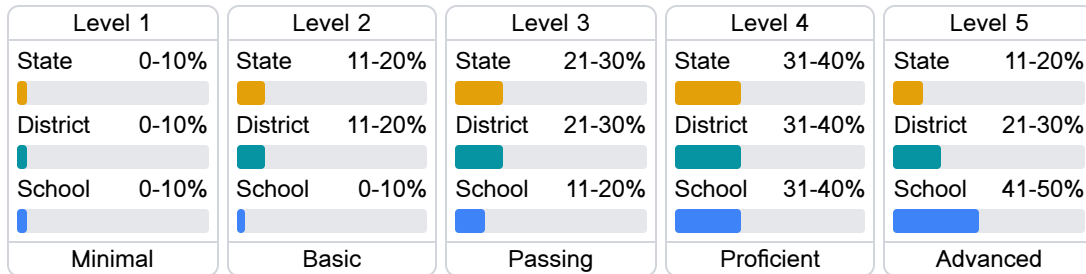 Level 1
State 0-10%
District 0-10%
School 0-10%
Minimal
Level 2
State 11-20%
District 11-20%
School 0-10%
Basic
Level 3
State 21-30%
District 21-30%
School 11-20%
Passing
Level 4
State 31-40%
District 31-40%
School 31-40%
Proficient
Level 5
State 11-20%
District 21-30%
School 41-50%
Advanced